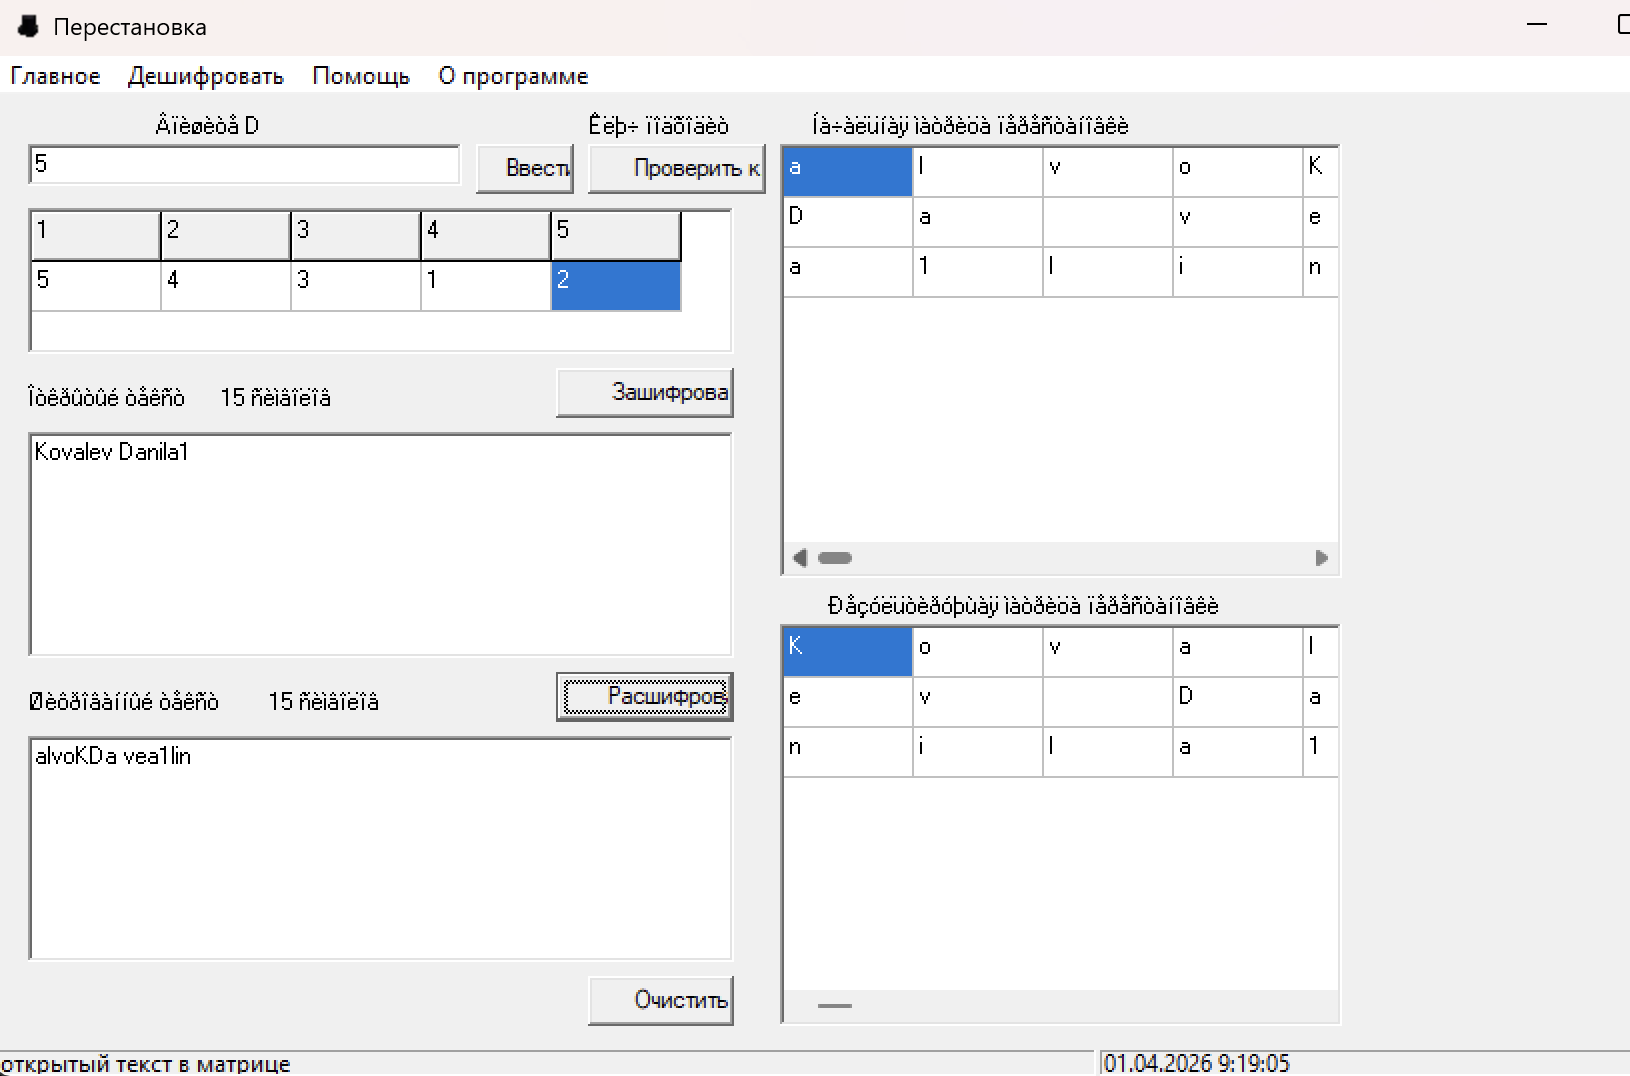 Перестановка
Главное Дешифровать Помощь О программе
Âïèøèòå D
Êëþ÷ ïîäõîäèò
Íà÷àëüíàÿ ìàòðèöà ïåðåñòàíîâêè
5
Ввести
Проверить к
1 2 3 4 5
5 4 3 1 2
a l v o K
D a v e
a 1 l i n
Îòêðûòûé òåêñò 15 ñèìâîëîâ
Зашифрова
Kovalev Danila1
Ðåçóëüòèðóþùàÿ ìàòðèöà ïåðåñòàíîâêè
K o v a l
e v D a
n i l a 1
Øèôðîâàííûé òåêñò 15 ñèìâîëîâ
Расшифров
alvoKDa vea1lin
Очистить
открытый текст в матрице
01.04.2026 9:19:05